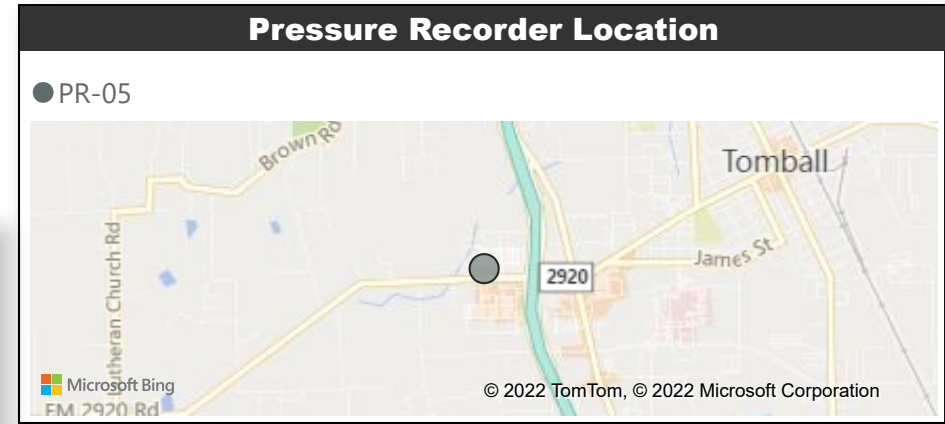 Pressure Recorder Location
PR-05
Brown Rd
Tomball
Lutheran Church Rd
James St
2920
Microsoft Bing
© 2022 TomTom, © 2022 Microsoft Corporation
FM 2920 Rd